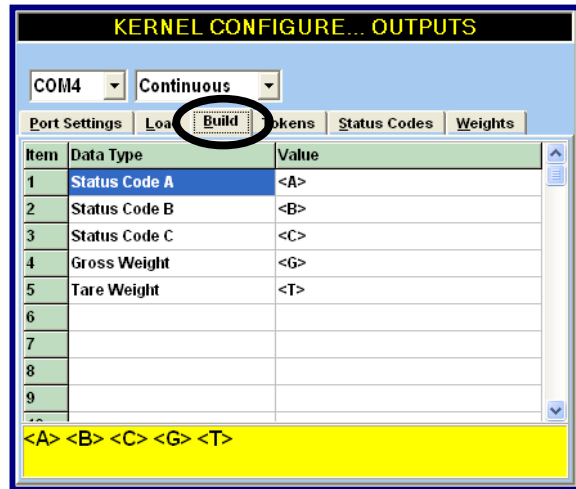 KERNEL CONFIGURE... OUTPUTS
COM4 Continuous
Port Settings Build Status Codes Weights
Item Data Type Value
1 Status Code A <A>
2 Status Code B <B>
3 Status Code C <C>
4 Gross Weight <G>
5 Tare Weight <T>
6
7
8
9
<A> <B> <C> <G> <T>